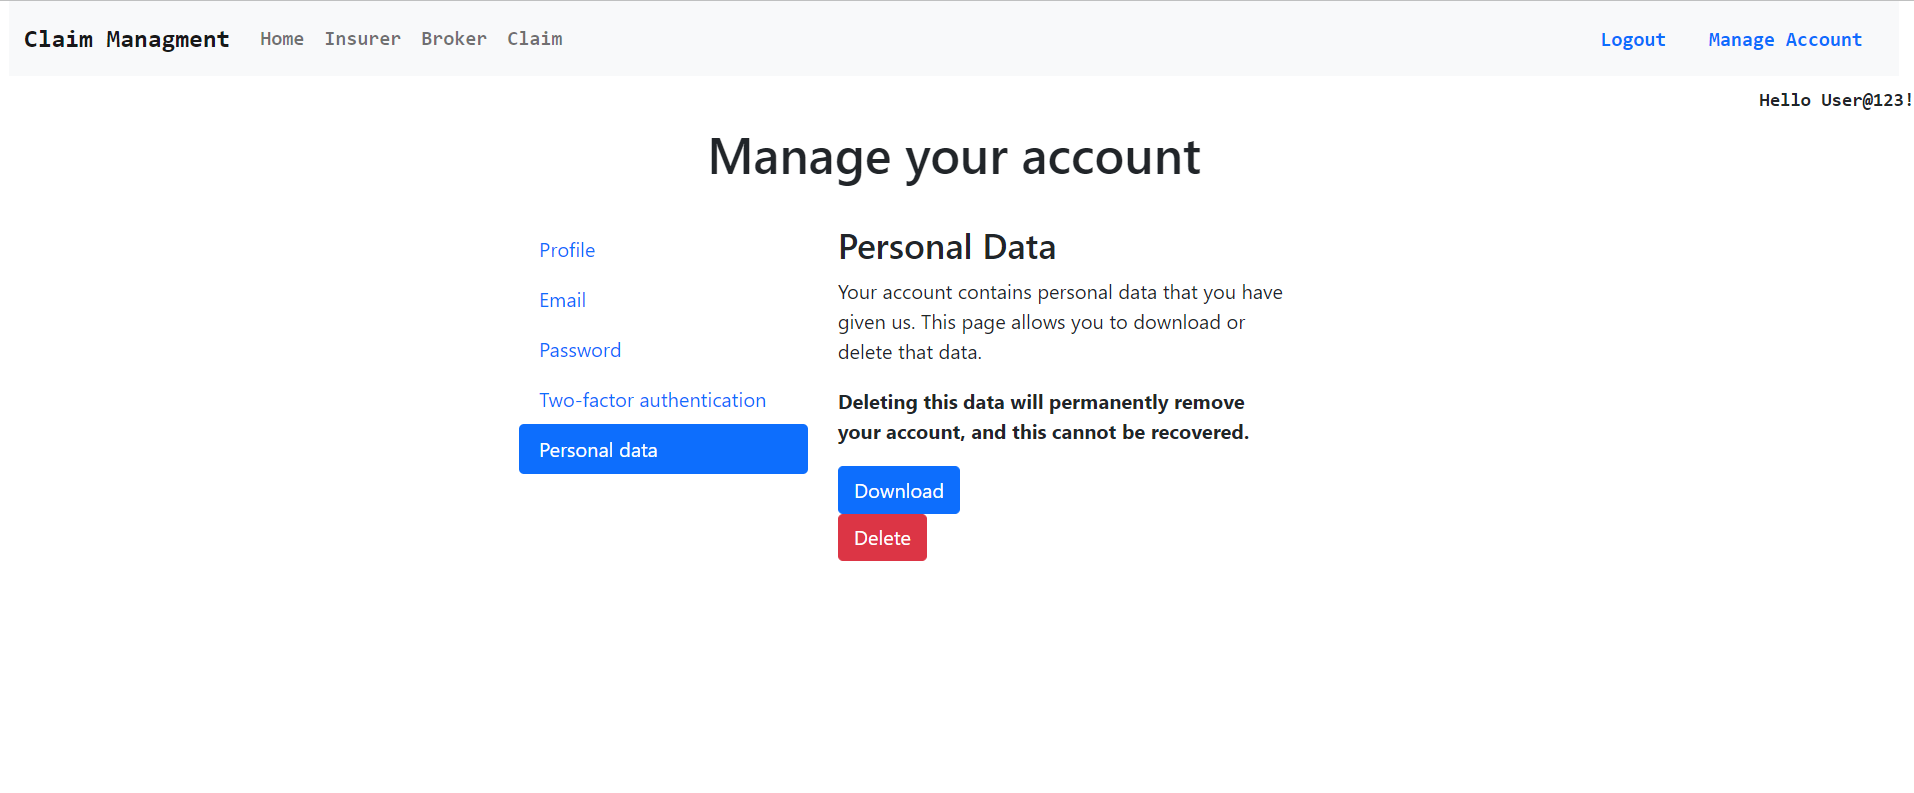 Claim Managment Home Insurer Broker Claim Logout Manage Account
Hello User@123!
Manage your account
Profile
Email
Password
Two-factor authentication
Personal data
Personal Data
Your account contains personal data that you have
given us. This page allows you to download or
delete that data.
Deleting this data will permanently remove
your account, and this cannot be recovered.
Download
Delete